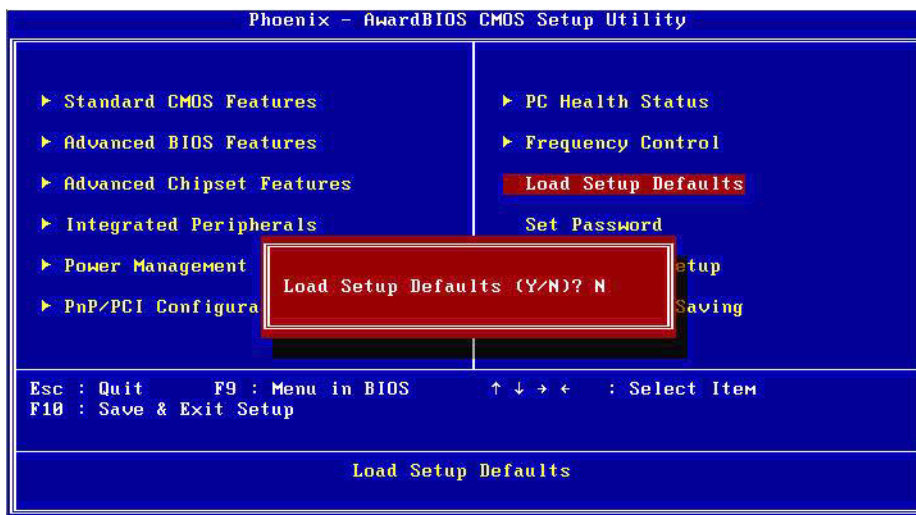 Phoenix - AwardBIOS CMOS Setup Utility
► Standard CMOS Features
► Advanced BIOS Features
► Advanced Chipset Features
► Integrated Peripherals
► Power Management
► PnP/PCI Configura
► PC Health Status
► Frequency Control
Load Setup Defaults
Set Password
etup
Saving
Load Setup Defaults (Y/N)? N
Esc : Quit F9 : Menu in BIOS ↑ ↓ → ← : Select Item
F10 : Save & Exit Setup
Load Setup Defaults